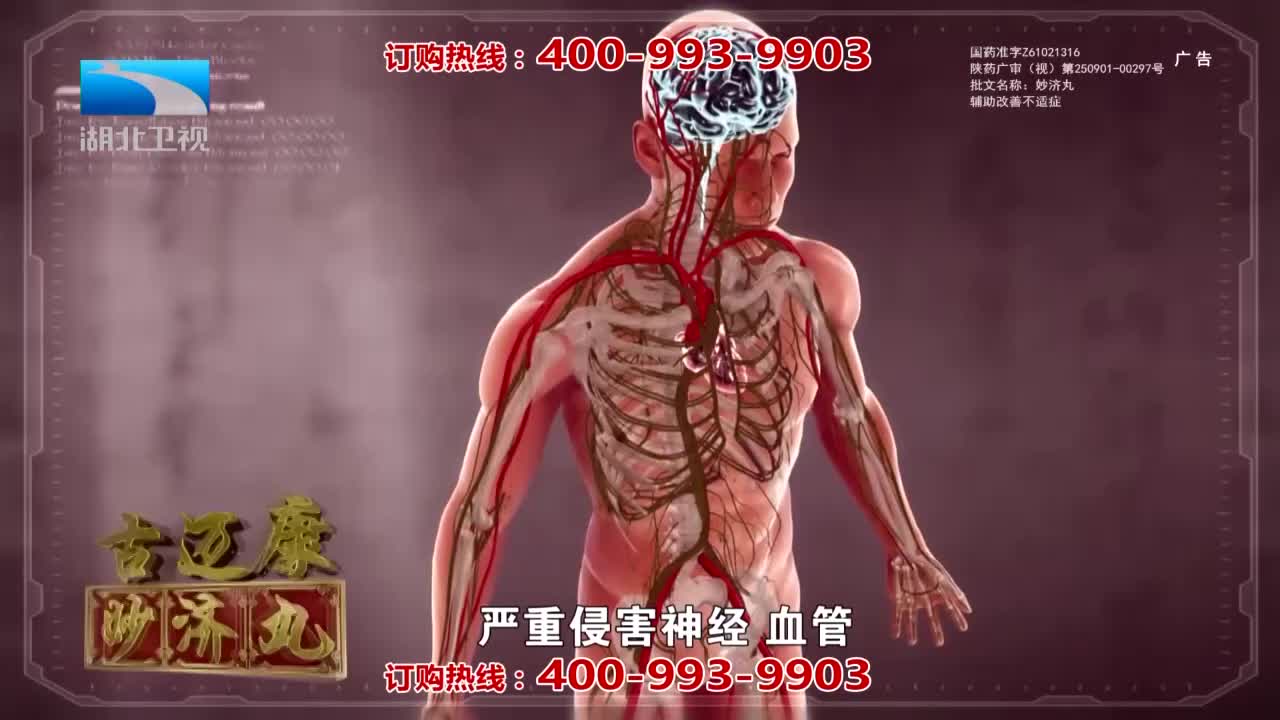 订购热线：400-993-9903
国药准字Z61021316
陕药广审（视）第250901-00297号
批文名称：妙济丸
辅助改善不适症
广告
湖北卫视
古迈康
妙济丸
严重侵害神经 血管
订购热线：400-993-9903